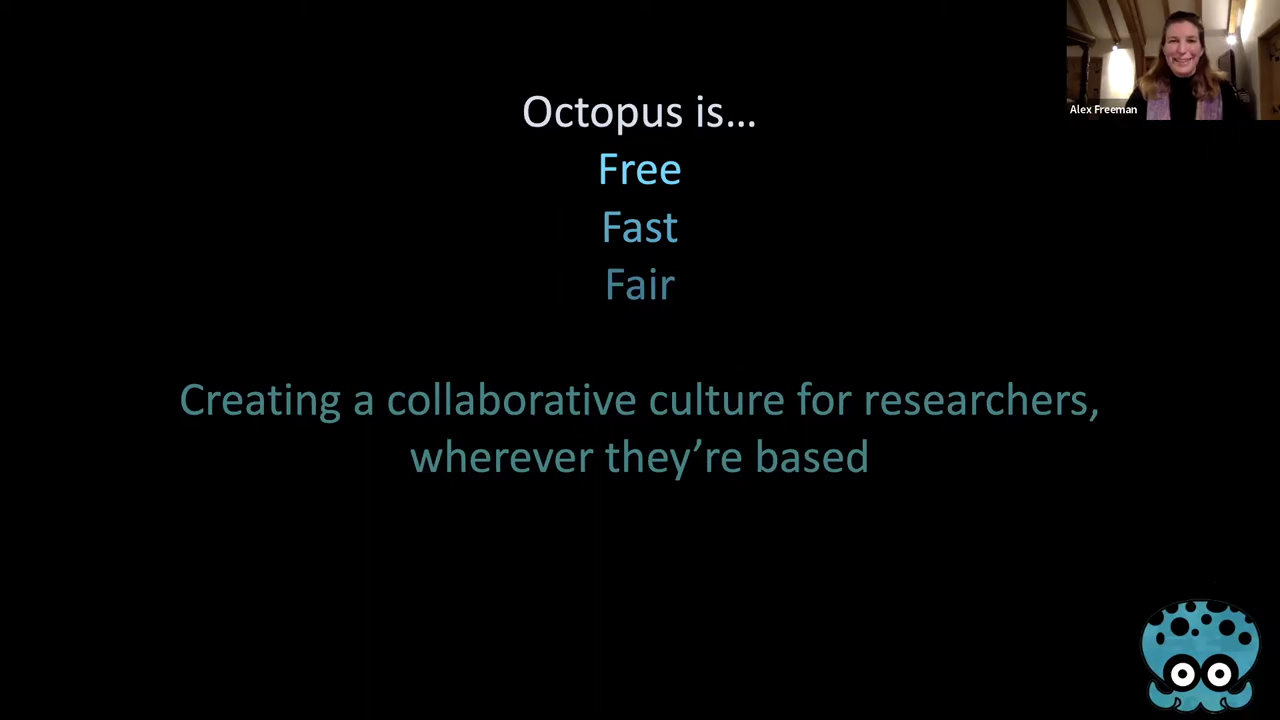 Alex Freeman
Octopus is...
Free
Fast
Fair
Creating a collaborative culture for researchers,
wherever they’re based